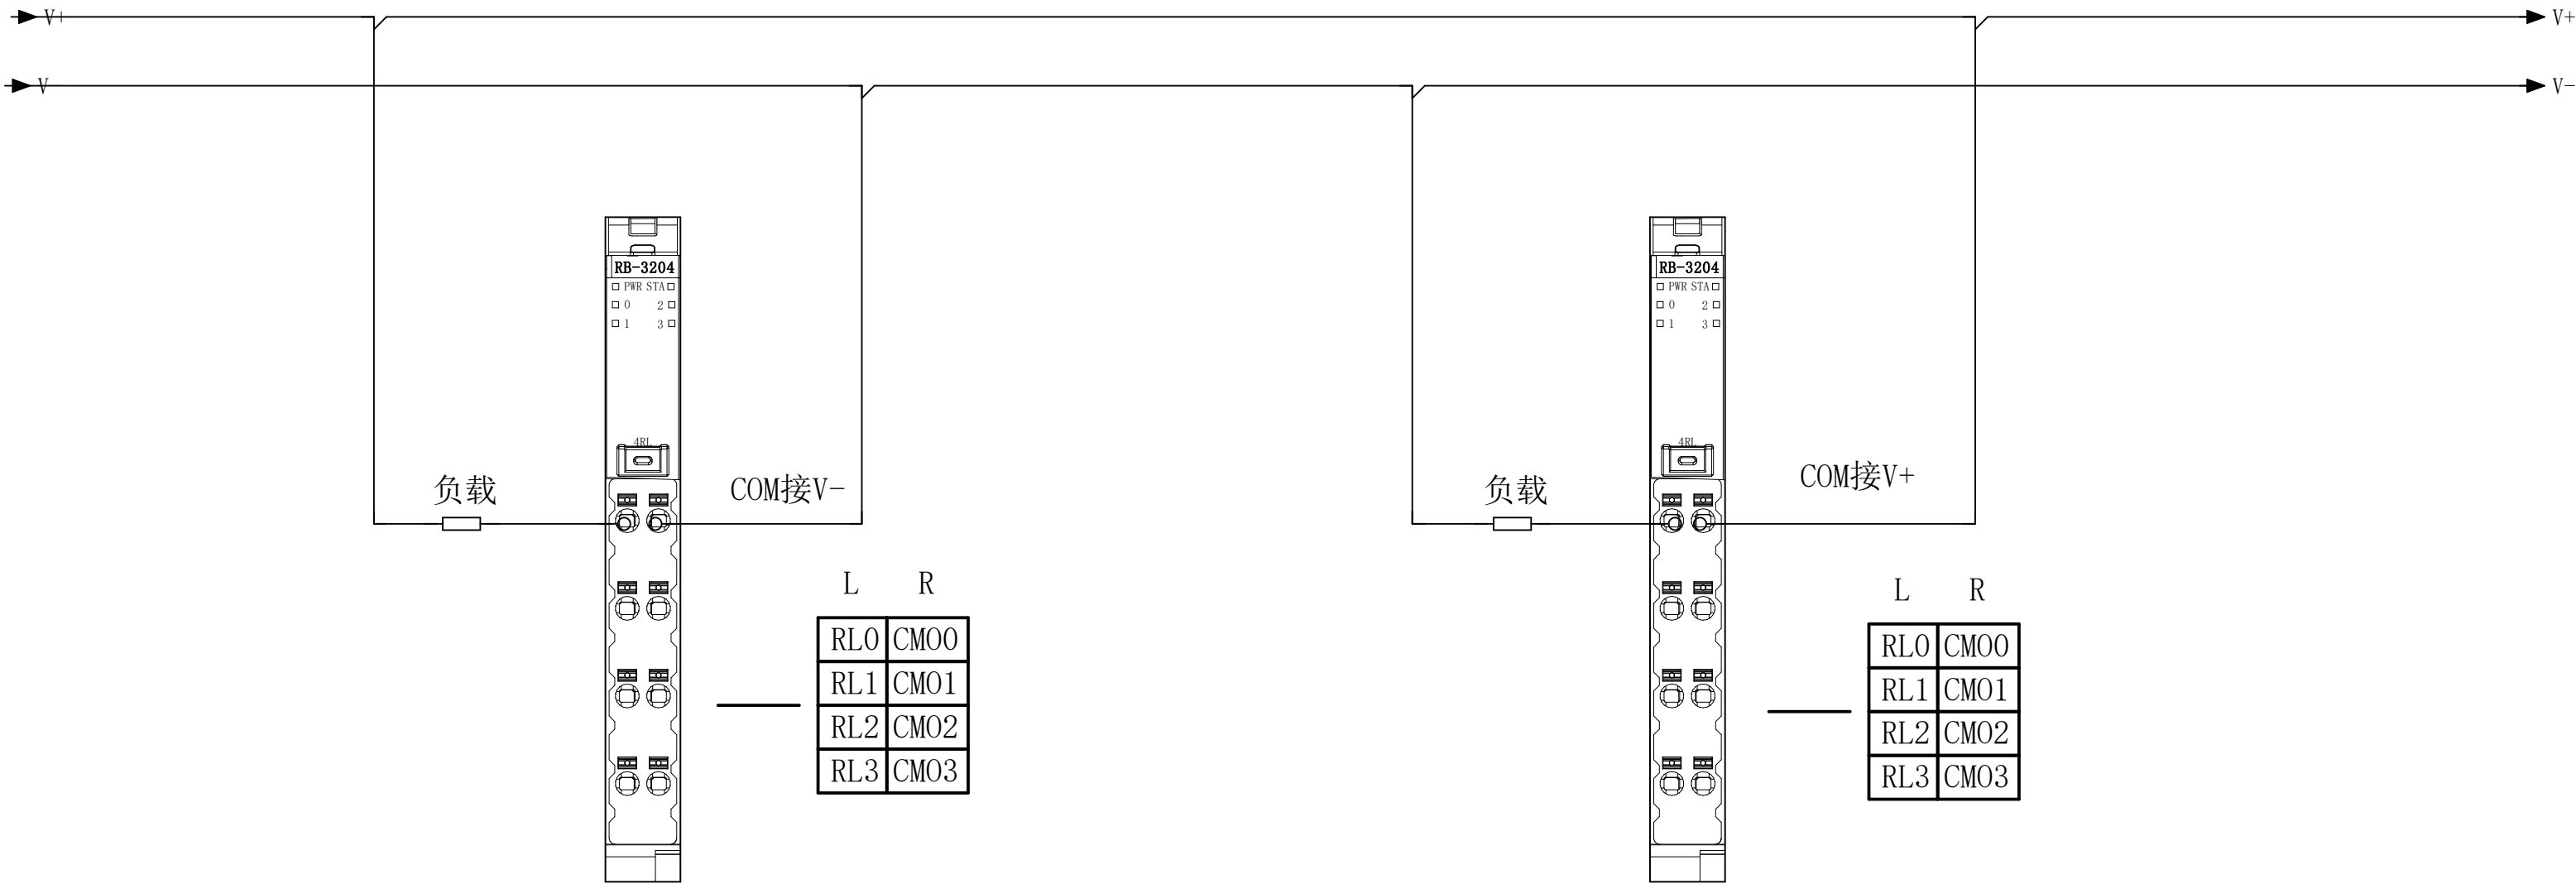 V+
V+
V
V-
RB-3204
PWR STA
0 2
1 3
4RL
负载
COM接V-
L R
RL0 CM00
RL1 CM01
RL2 CM02
RL3 CM03
RB-3204
PWR STA
0 2
1 3
4RL
负载
COM接V+
L R
RL0 CM00
RL1 CM01
RL2 CM02
RL3 CM03